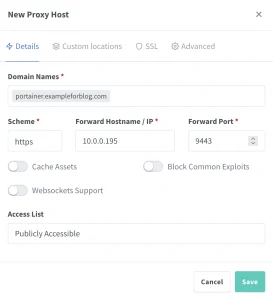 New Proxy Host
Details Custom locations SSL Advanced
Domain Names *
portainer.exampleforblog.com
Scheme * Forward Hostname / IP * Forward Port *
https 10.0.0.195 9443
Cache Assets Block Common Exploits
Websockets Support
Access List
Publicly Accessible
Cancel Save